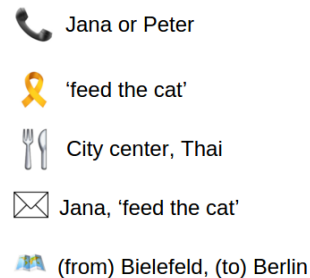 Jana or Peter
‘feed the cat’
City center, Thai
Jana, ‘feed the cat’
(from) Bielefeld, (to) Berlin